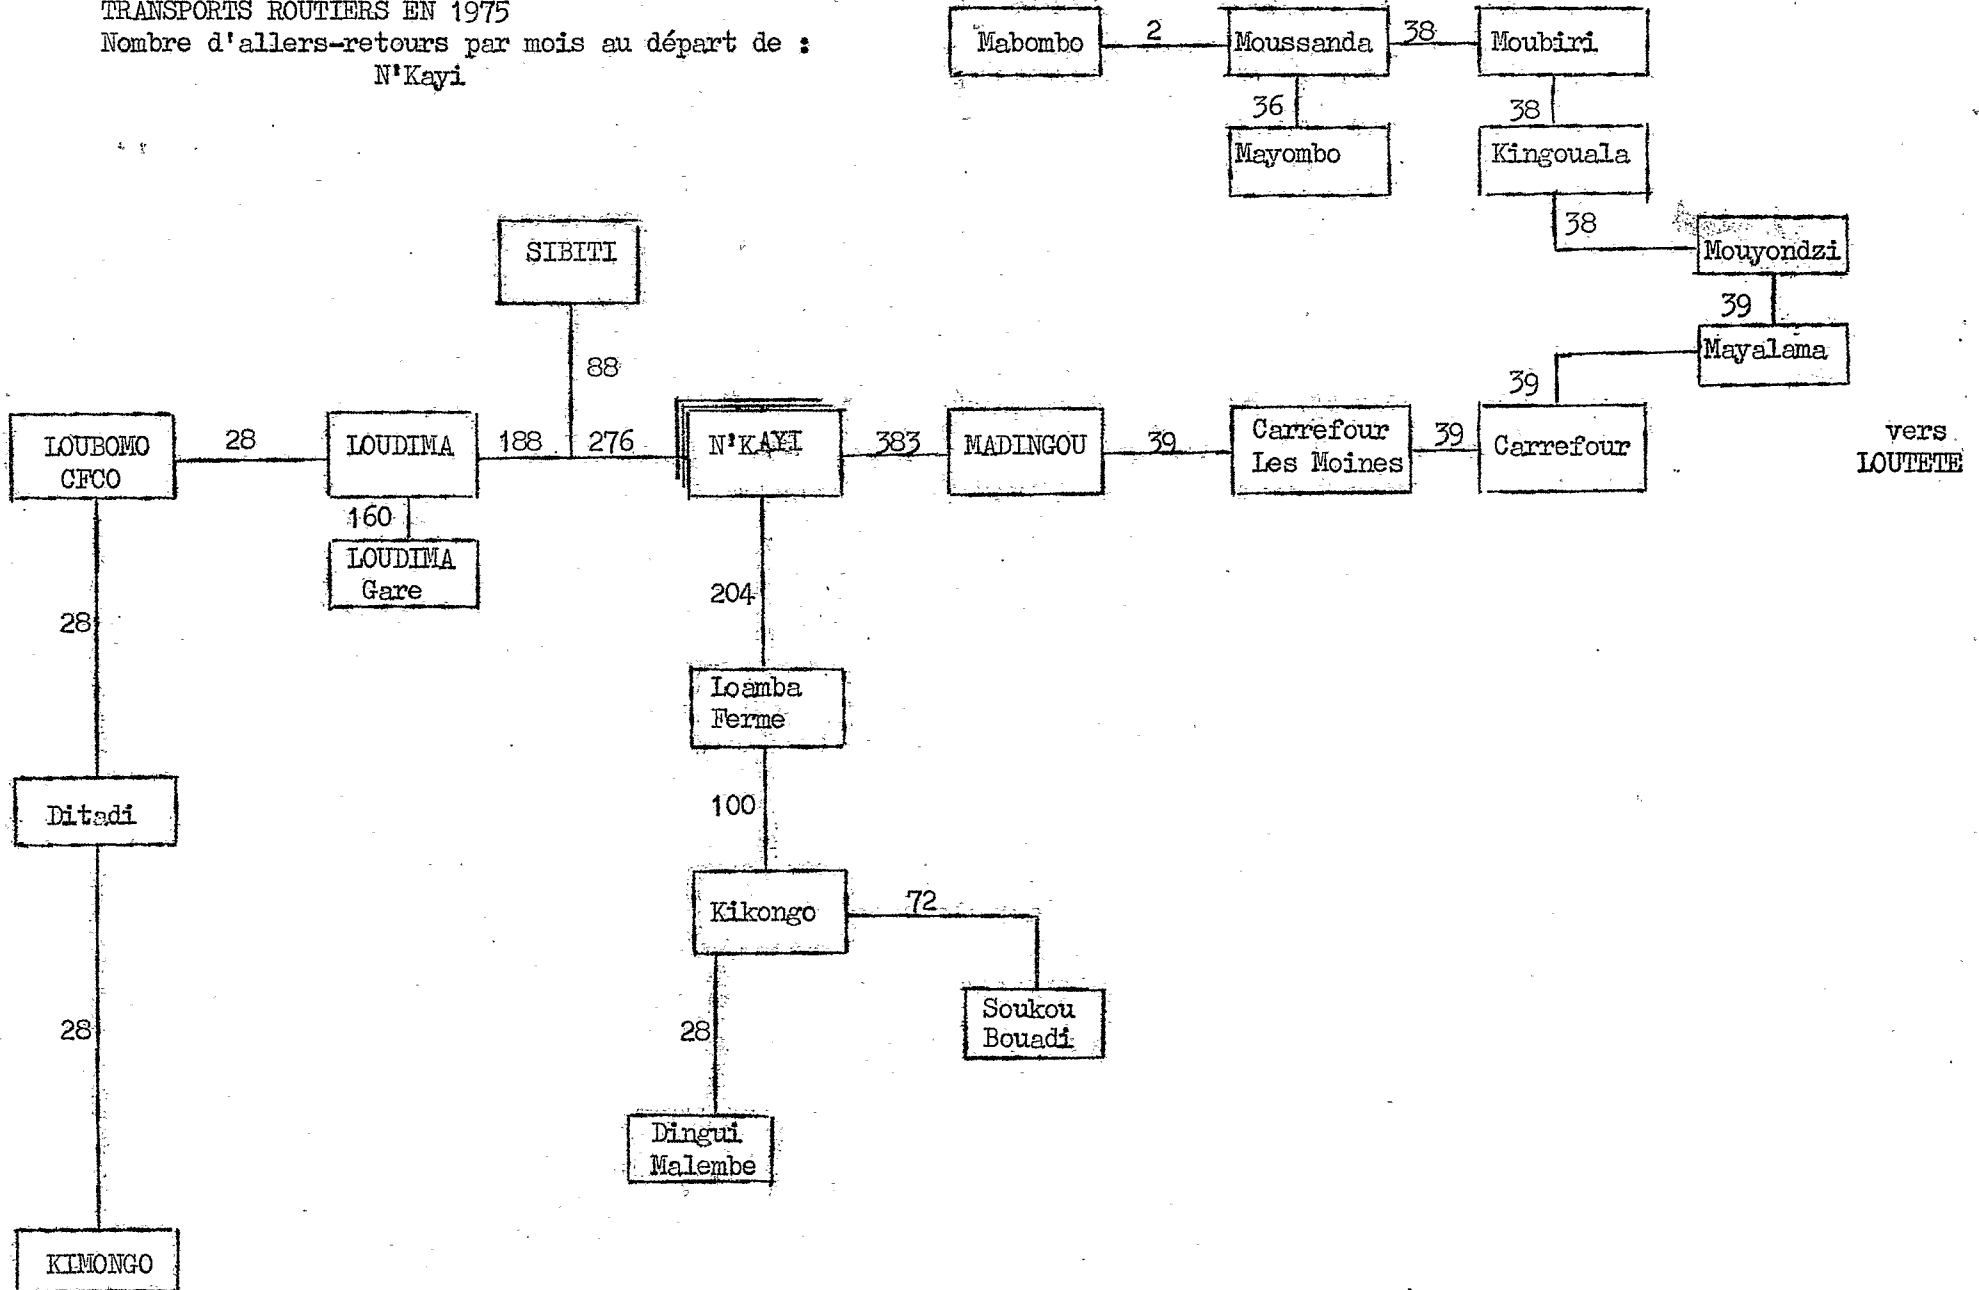 TRANSPORTS ROUTIERS EN 1975
Nombre d'allers-retours par mois au départ de :
N'Kayi
Mabombo
2
Moussanda
38
Moubiri
36
38
Mayombo
Kingouala
38
SIBITI
Mouyondzi
39
Mayalama
88
39
LOUBOMO
CFCO
28
LOUDIMA
188
276
N'KAYI
383
MADINGOU
39
Carrefour
Les Moines
39
Carrefour
vers
LOUTETE
160
LOUDIMA
Gare
28
204
Loamba
Ferme
100
Ditadi
Kikongo
72
28
28
Soukou
Bouadi
Dingui
Malembe
KIMONGO